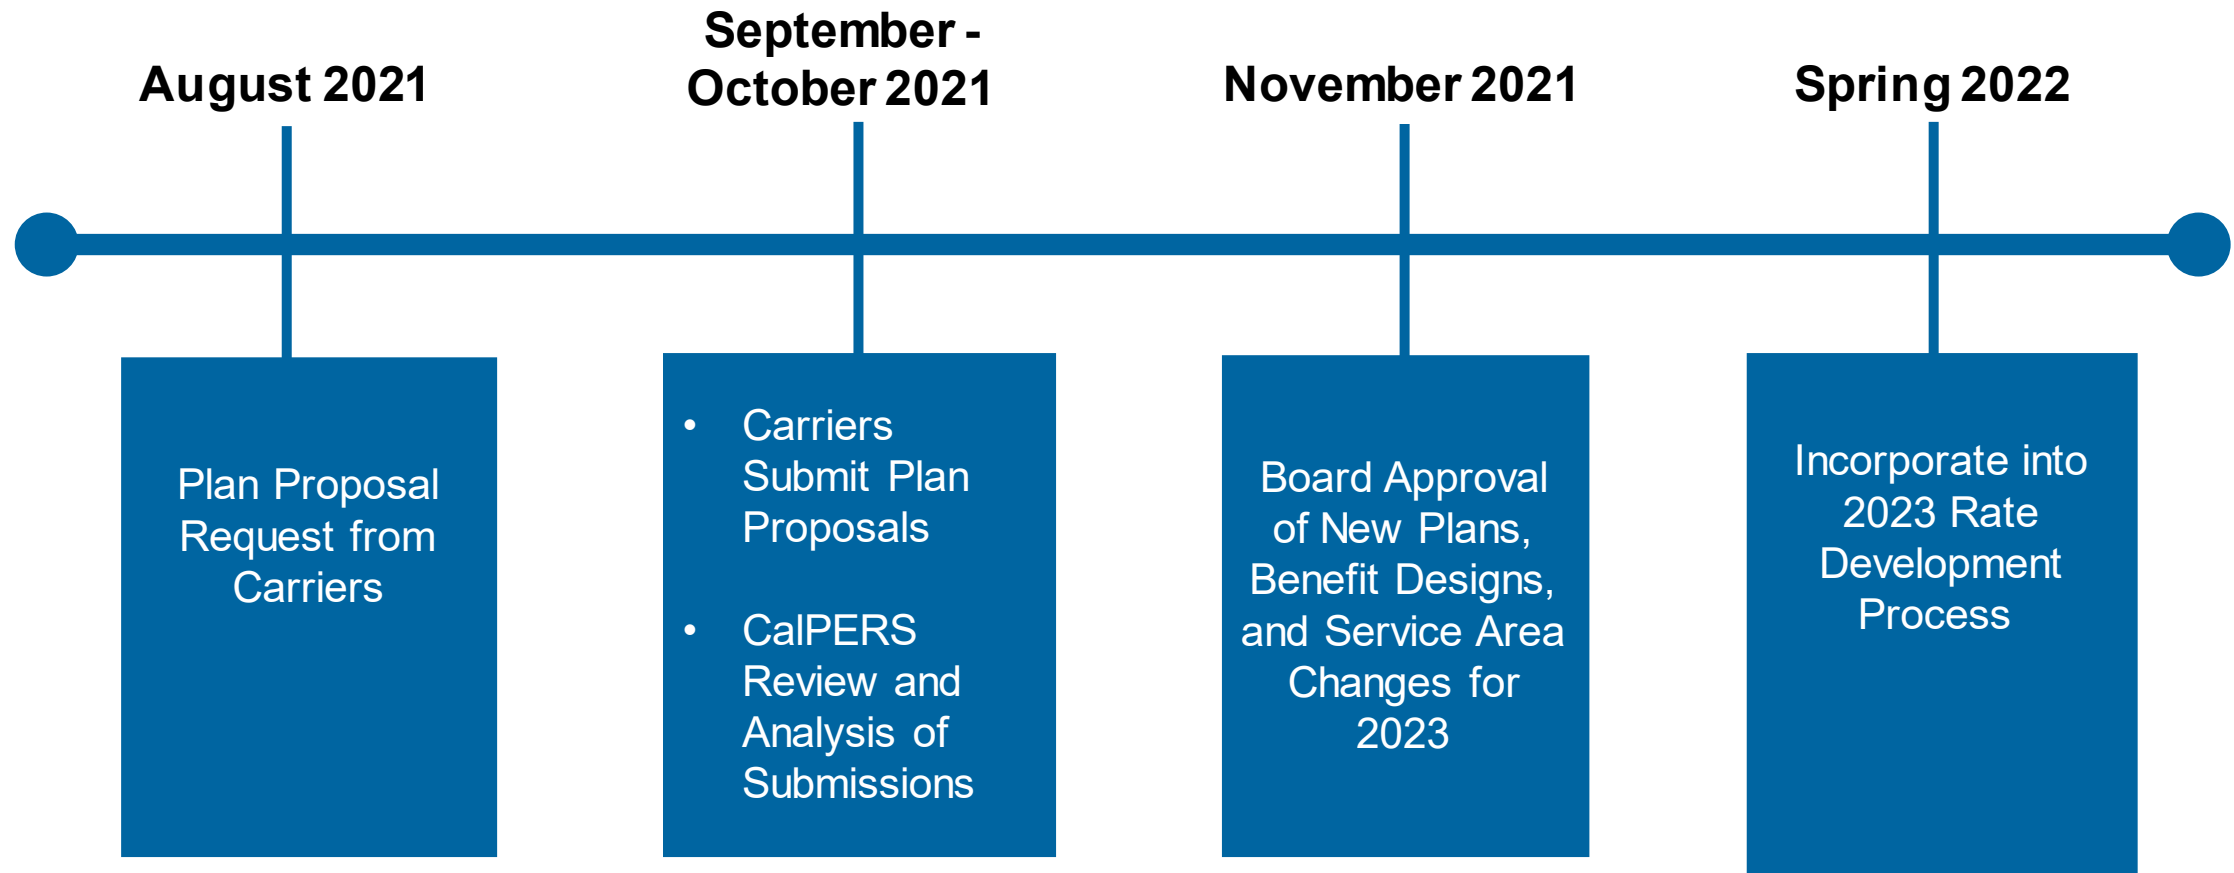 August 2021
September -
October 2021
November 2021
Spring 2022
Plan Proposal
Request from
Carriers
• Carriers
Submit Plan
Proposals
• CalPERS
Review and
Analysis of
Submissions
Board Approval
of New Plans,
Benefit Designs,
and Service Area
Changes for
2023
Incorporate into
2023 Rate
Development
Process